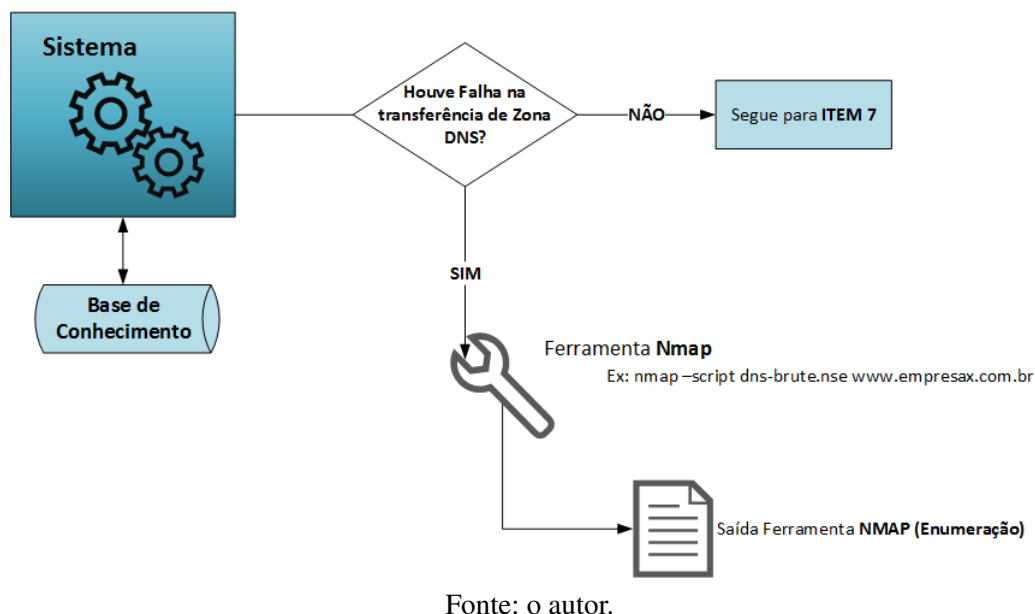 Sistema
Houve Falha na
transferência de Zona
DNS?
NÃO
Segue para ITEM 7
SIM
Base de
Conhecimento
Ferramenta Nmap
Ex: nmap –script dns-brute.nse www.empresax.com.br
Saída Ferramenta NMAP (Enumeração)
Fonte: o autor.